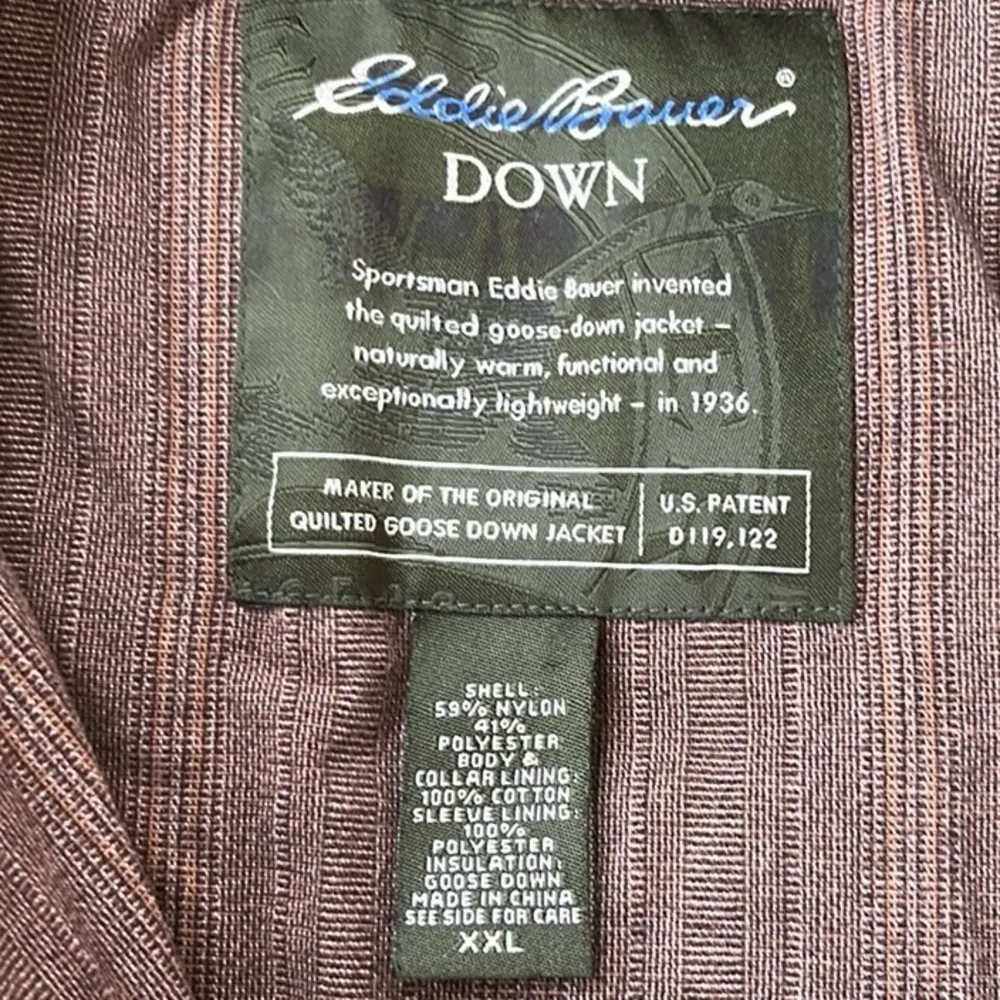 Eddie Bauer ®
DOWN
Sportsman Eddie Bauer invented
the quilted goose-down jacket –
naturally warm, functional and
exceptionally lightweight – in 1936.
MAKER OF THE ORIGINAL
QUILTED GOOSE DOWN JACKET
U.S. PATENT
D119,122
SHELL:
59% NYLON
41%
POLYESTER
BODY &
COLLAR LINING:
100% COTTON
SLEEVE LINING:
100%
POLYESTER
INSULATION:
GOOSE DOWN
MADE IN CHINA
SEE SIDE FOR CARE
XXL